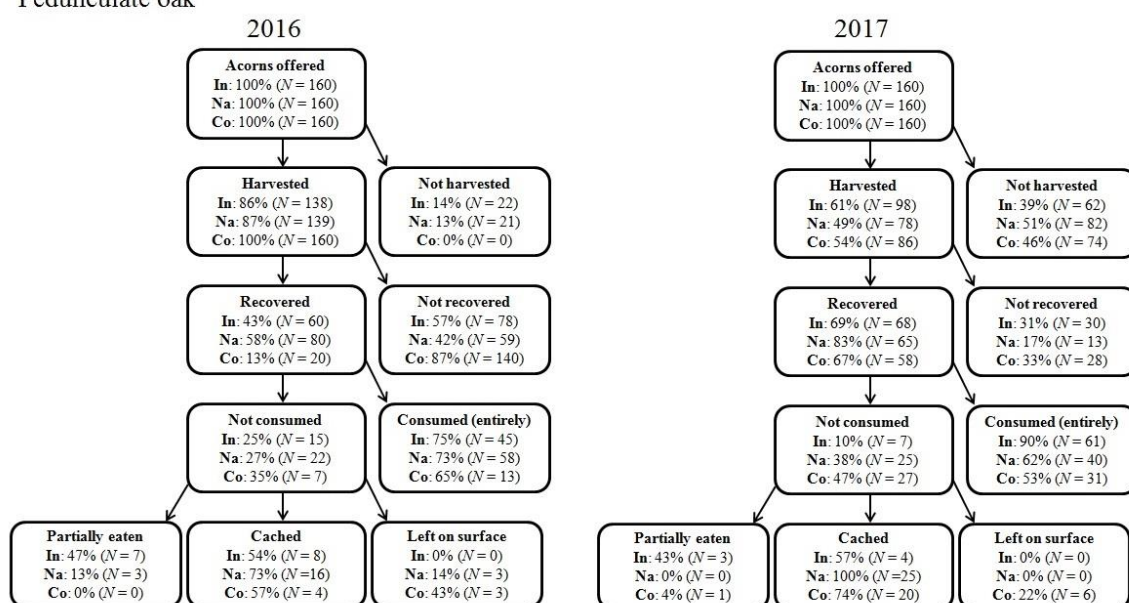 Pedunculate oak
2016
Acorns offered
In: 100% (N = 160)
Na: 100% (N = 160)
Co: 100% (N = 160)
Harvested
In: 86% (N = 138)
Na: 87% (N = 139)
Co: 100% (N = 160)
Not harvested
In: 14% (N = 22)
Na: 13% (N = 21)
Co: 0% (N = 0)
Recovered
In: 43% (N = 60)
Na: 58% (N = 80)
Co: 13% (N = 20)
Not recovered
In: 57% (N = 78)
Na: 42% (N = 59)
Co: 87% (N = 140)
Not consumed
In: 25% (N = 15)
Na: 27% (N = 22)
Co: 35% (N = 7)
Consumed (entirely)
In: 75% (N = 45)
Na: 73% (N = 58)
Co: 65% (N = 13)
Partially eaten
In: 47% (N = 7)
Na: 13% (N = 3)
Co: 0% (N = 0)
Cached
In: 54% (N = 8)
Na: 73% (N =16)
Co: 57% (N = 4)
Left on surface
In: 0% (N = 0)
Na: 14% (N = 3)
Co: 43% (N = 3)
2017
Acorns offered
In: 100% (N = 160)
Na: 100% (N = 160)
Co: 100% (N = 160)
Harvested
In: 61% (N = 98)
Na: 49% (N = 78)
Co: 54% (N = 86)
Not harvested
In: 39% (N = 62)
Na: 51% (N = 82)
Co: 46% (N = 74)
Recovered
In: 69% (N = 68)
Na: 83% (N = 65)
Co: 67% (N = 58)
Not recovered
In: 31% (N = 30)
Na: 17% (N = 13)
Co: 33% (N = 28)
Not consumed
In: 10% (N = 7)
Na: 38% (N = 25)
Co: 47% (N = 27)
Consumed (entirely)
In: 90% (N = 61)
Na: 62% (N = 40)
Co: 53% (N = 31)
Partially eaten
In: 43% (N = 3)
Na: 0% (N = 0)
Co: 4% (N = 1)
Cached
In: 57% (N = 4)
Na: 100% (N =25)
Co: 74% (N = 20)
Left on surface
In: 0% (N = 0)
Na: 0% (N = 0)
Co: 22% (N = 6)